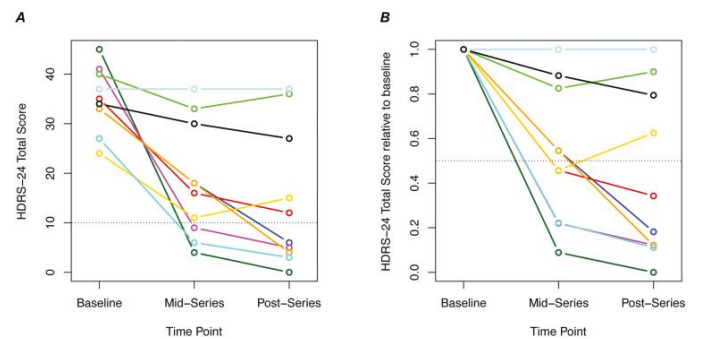 A
HDRS-24 Total Score
40
30
20
10
0
Baseline Mid-Series Post-Series
Time Point
B
HDRS-24 Total Score relative to baseline
1.0
0.8
0.6
0.4
0.2
0.0
Baseline Mid-Series Post-Series
Time Point